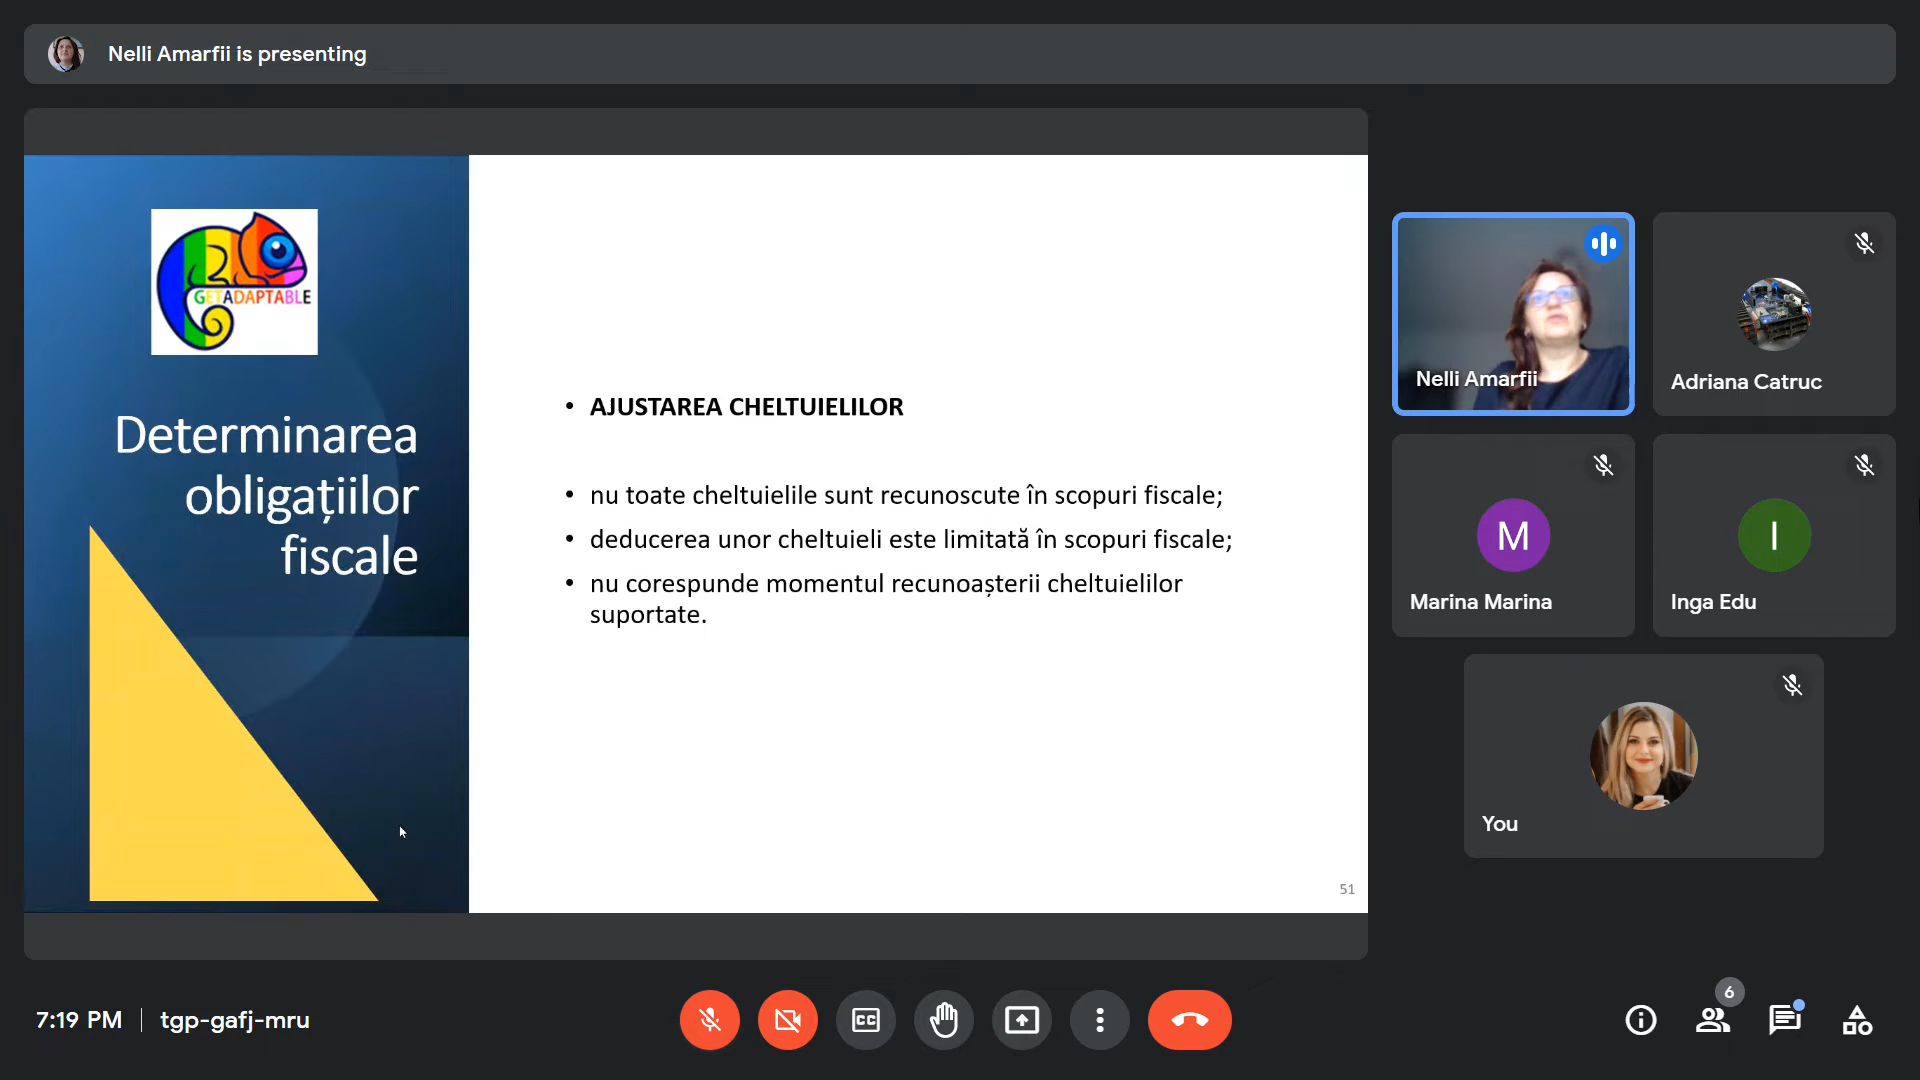 Nelli Amarfii is presenting
GETADAPTABLE
Determinarea
obligațiilor
fiscale
• AJUSTAREA CHELTUIELILOR
• nu toate cheltuielile sunt recunoscute în scopuri fiscale;
• deducerea unor cheltuieli este limitată în scopuri fiscale;
• nu corespunde momentul recunoașterii cheltuielilor
suportate.
51
Nelli Amarfii
Adriana Catruc
M
Marina Marina
I
Inga Edu
You
7:19 PM | tgp-gafj-mru
CC
6